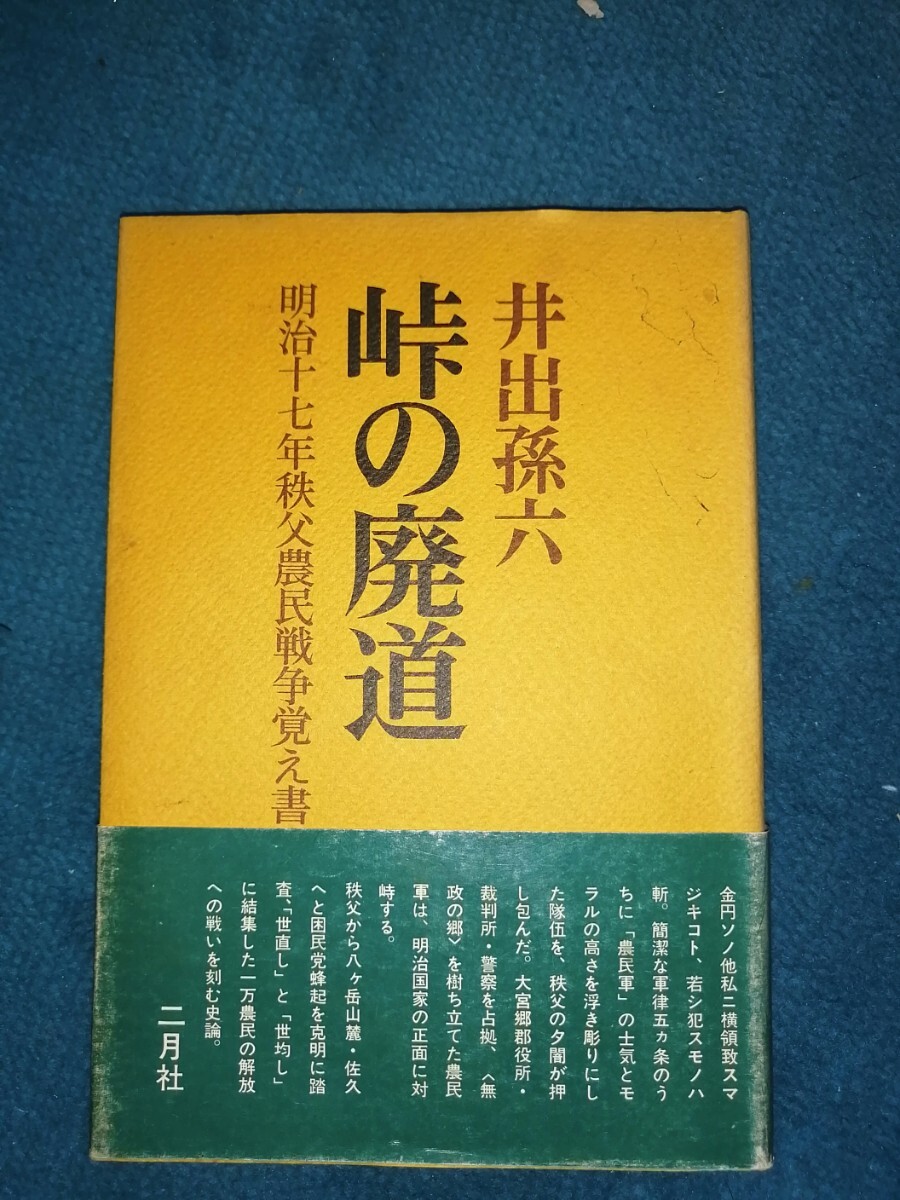 井出孫六
峠の廃道
明治十七年秩父農民戦争覚え書
金円ソノ他私ニ横領致スマ
ジキコト、若シ犯スモノハ
斬。簡潔な軍律五ヵ条のう
ちに「農民軍」の士気とモ
ラルの高さを浮き彫りにし
た隊伍を、秩父の夕闇が押
し包んだ。大宮郷郡役所・
裁判所・警察を占拠、〈無
政の郷〉を樹ち立てた農民
軍は、明治国家の正面に対
峙する。
秩父から八ヶ岳山麓・佐久
へと困民党蜂起を克明に踏
査、「世直し」と「世均し」
に結集した一万農民の解放
への戦いを刻む史論。
二月社